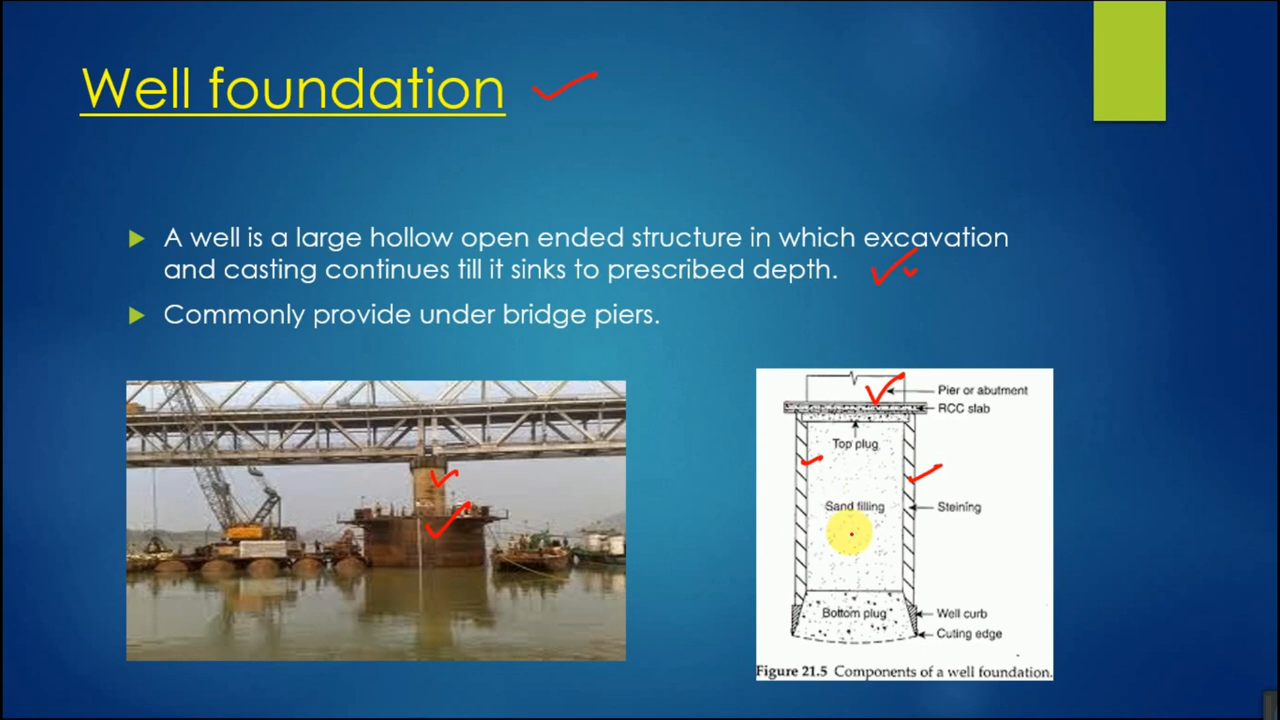 Well foundation
A well is a large hollow open ended structure in which excavation
and casting continues till it sinks to prescribed depth.
Commonly provide under bridge piers.
Pier or abutment
RCC slab
Top plug
Sand filling
Steining
Bottom plug
Well curb
Cuting edge
Figure 21.5 Components of a well foundation.